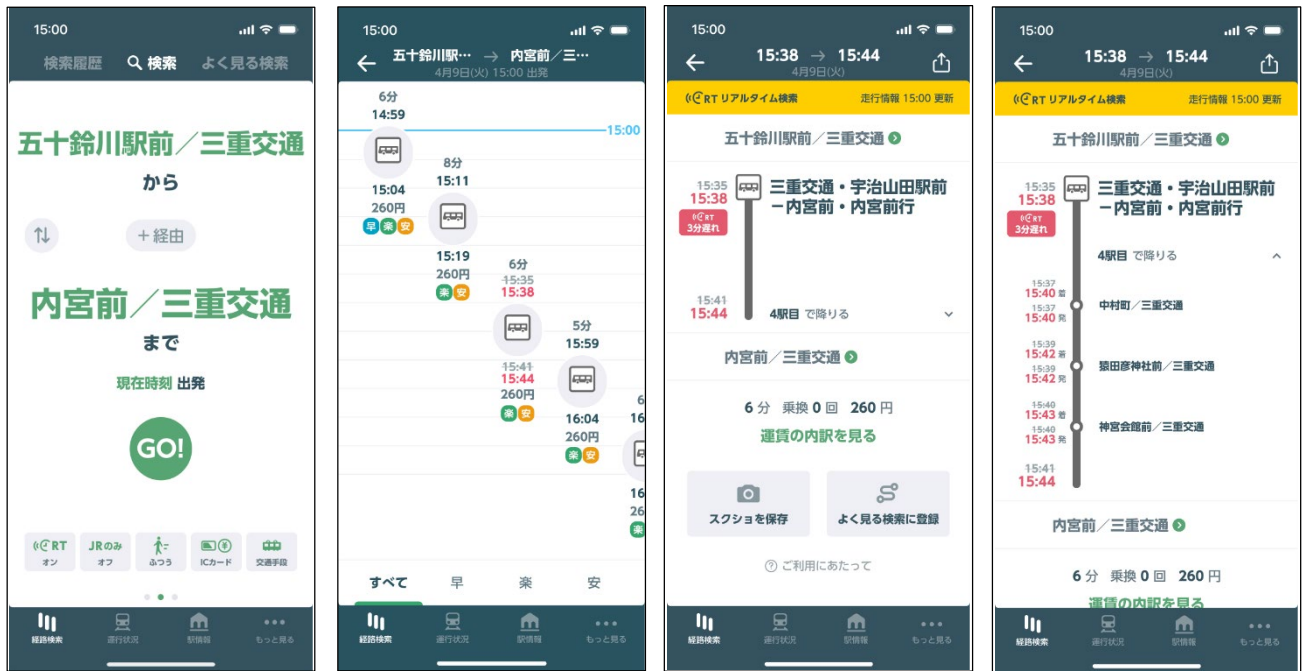 15:00
検索履歴 検索 よく見る検索
五十鈴川駅前／三重交通
から
＋経由
内宮前／三重交通
まで
現在時刻 出発
GO!
RT JRのみ
オン オフ ふつう ICカード 交通手段
経路検索 運行状況 駅情報 もっと見る
15:00
五十鈴川駅… → 内宮前／三…
4月9日(火) 15:00 出発
15:00
6分
14:59
15:04
260円
早 楽 安
8分
15:11
15:19
260円
楽 安
6分
15:35
15:38
15:41
15:44
260円
楽 安
5分
15:59
16:04
260円
楽 安
6
16
16
26
楽
すべて 早 楽 安
経路検索 運行状況 駅情報 もっと見る
15:00
15:38 → 15:44
4月9日(火)
RT リアルタイム検索 走行情報 15:00 更新
五十鈴川駅前／三重交通
15:35
15:38
RT
3分遅れ
三重交通・宇治山田駅前
－内宮前・内宮前行
15:41
15:44
4駅目 で降りる
内宮前／三重交通
6 分 乗換 0 回 260 円
運賃の内訳を見る
スクショを保存 よく見る検索に登録
? ご利用にあたって
経路検索 運行状況 駅情報 もっと見る
15:00
15:38 → 15:44
4月9日(火)
RT リアルタイム検索 走行情報 15:00 更新
五十鈴川駅前／三重交通
15:35
15:38
RT
3分遅れ
三重交通・宇治山田駅前
－内宮前・内宮前行
4駅目 で降りる
15:37
15:40 着
15:37
15:40 発
中村町／三重交通
15:39
15:42 着
15:39
15:42 発
猿田彦神社前／三重交通
15:40
15:43 着
15:40
15:43 発
神宮会館前／三重交通
15:41
15:44
内宮前／三重交通
6 分 乗換 0 回 260 円
運賃の内訳を見る
経路検索 運行状況 駅情報 もっと見る